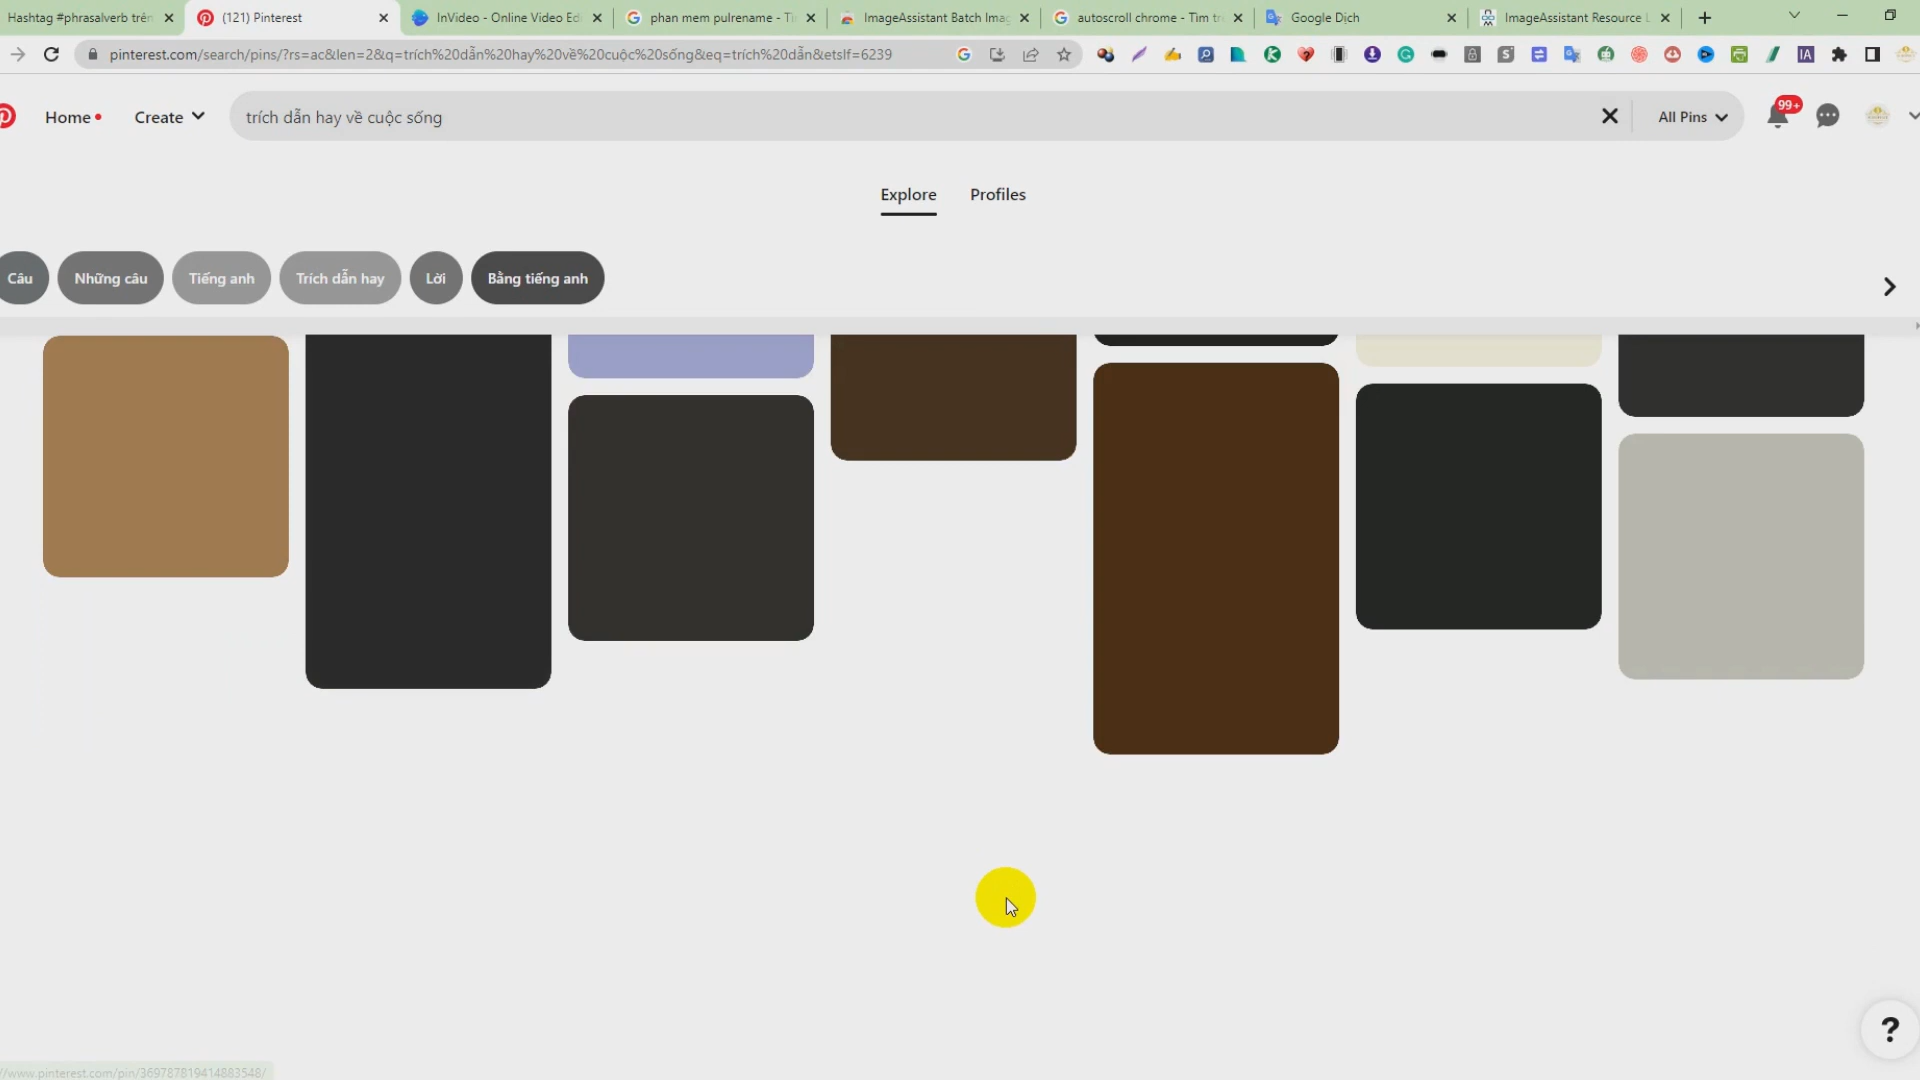 Hashtag #phrasalverb trên
(121) Pinterest
InVideo - Online Video Edi
phan mem pulrename - Tì
ImageAssistant Batch Imag
autoscroll chrome - Tìm tr
Google Dịch
ImageAssistant Resource L
pinterest.com/search/pins/?rs=ac&len=2&q=trích%20dẫn%20hay%20về%20cuộc%20sống&eq=trích%20dẫn&etslf=6239
Home
Create
trích dẫn hay về cuộc sống
All Pins
99+
Explore
Profiles
Câu
Những câu
Tiếng anh
Trích dẫn hay
Lời
Bằng tiếng anh
?
//www.pinterest.com/pin/369787819414883548/